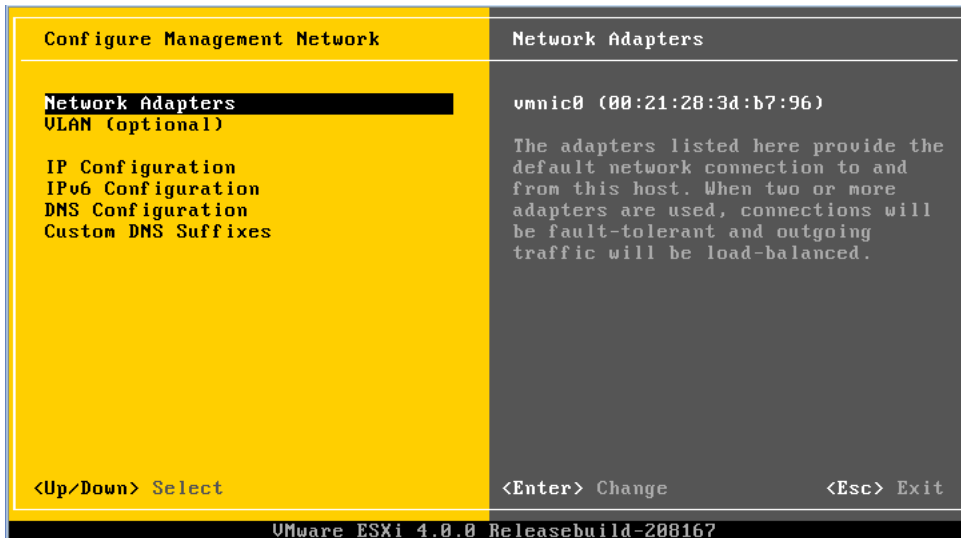 Configure Management Network
Network Adapters
Network Adapters
VLAN (optional)
IP Configuration
IPv6 Configuration
DNS Configuration
Custom DNS Suffixes
vmnic0 (00:21:28:3d:b7:96)
The adapters listed here provide the
default network connection to and
from this host. When two or more
adapters are used, connections will
be fault-tolerant and outgoing
traffic will be load-balanced.
<Up/Down> Select
<Enter> Change
<Esc> Exit
VMware ESXi 4.0.0 Releasebuild-208167